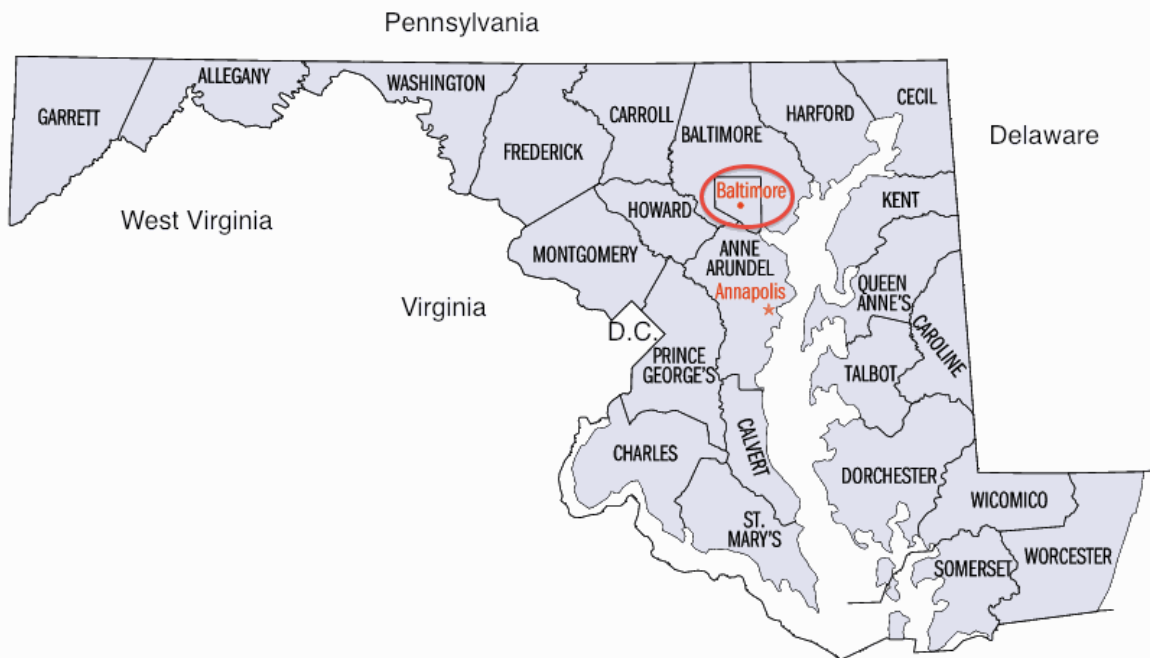 Pennsylvania
GARRETT
ALLEGANY
WASHINGTON
FREDERICK
CARROLL
BALTIMORE
HARFORD
CECIL
Delaware
West Virginia
Baltimore
HOWARD
KENT
MONTGOMERY
ANNE
ARUNDEL
Annapolis
QUEEN
ANNE'S
Virginia
D.C.
PRINCE
GEORGE'S
TALBOT
CAROLINE
CHARLES
CALVERT
DORCHESTER
WICOMICO
ST.
MARY'S
SOMERSET
WORCESTER